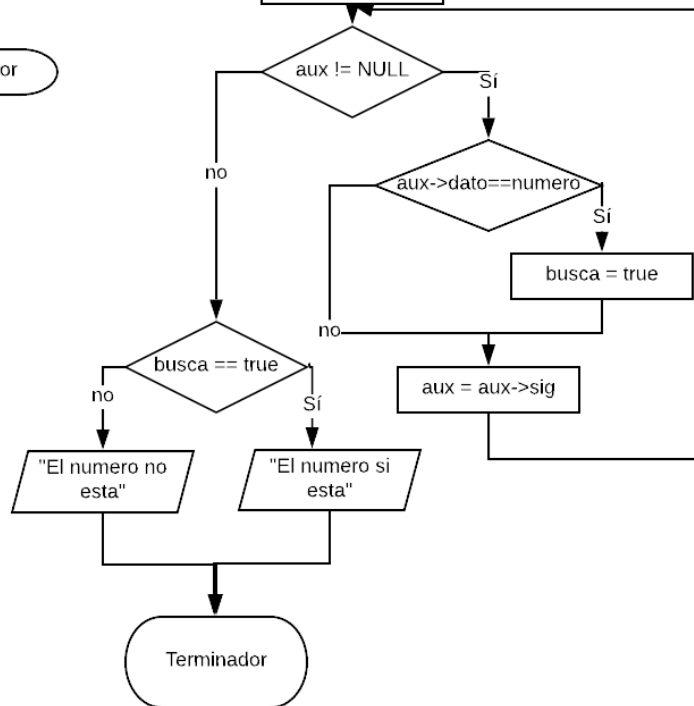 or
aux != NULL
Sí
no
aux->dato==numero
Sí
busca = true
no
busca == true
aux = aux->sig
no
Sí
"El numero no
esta"
"El numero si
esta"
Terminador